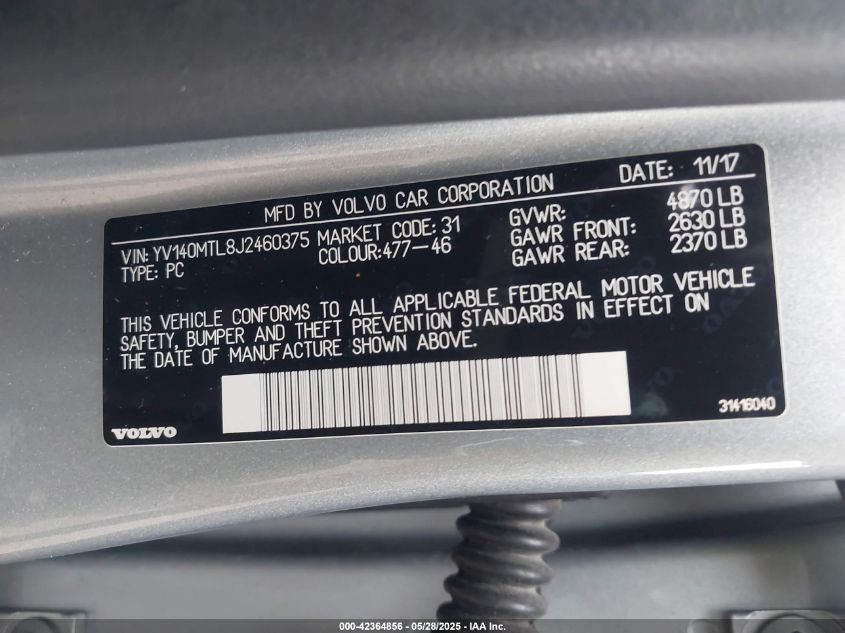 MFD BY VOLVO CAR CORPORATION DATE: 11/17
VIN: YV140MTL8J2460375 MARKET CODE: 31 GVWR: 4870 LB
TYPE: PC COLOUR:477-46 GAWR FRONT: 2630 LB
GAWR REAR: 2370 LB
THIS VEHICLE CONFORMS TO ALL APPLICABLE FEDERAL MOTOR VEHICLE
SAFETY, BUMPER AND THEFT PREVENTION STANDARDS IN EFFECT ON
THE DATE OF MANUFACTURE SHOWN ABOVE.
VOLVO 31416040
000-42364856 - 05/28/2025 - IAA Inc.